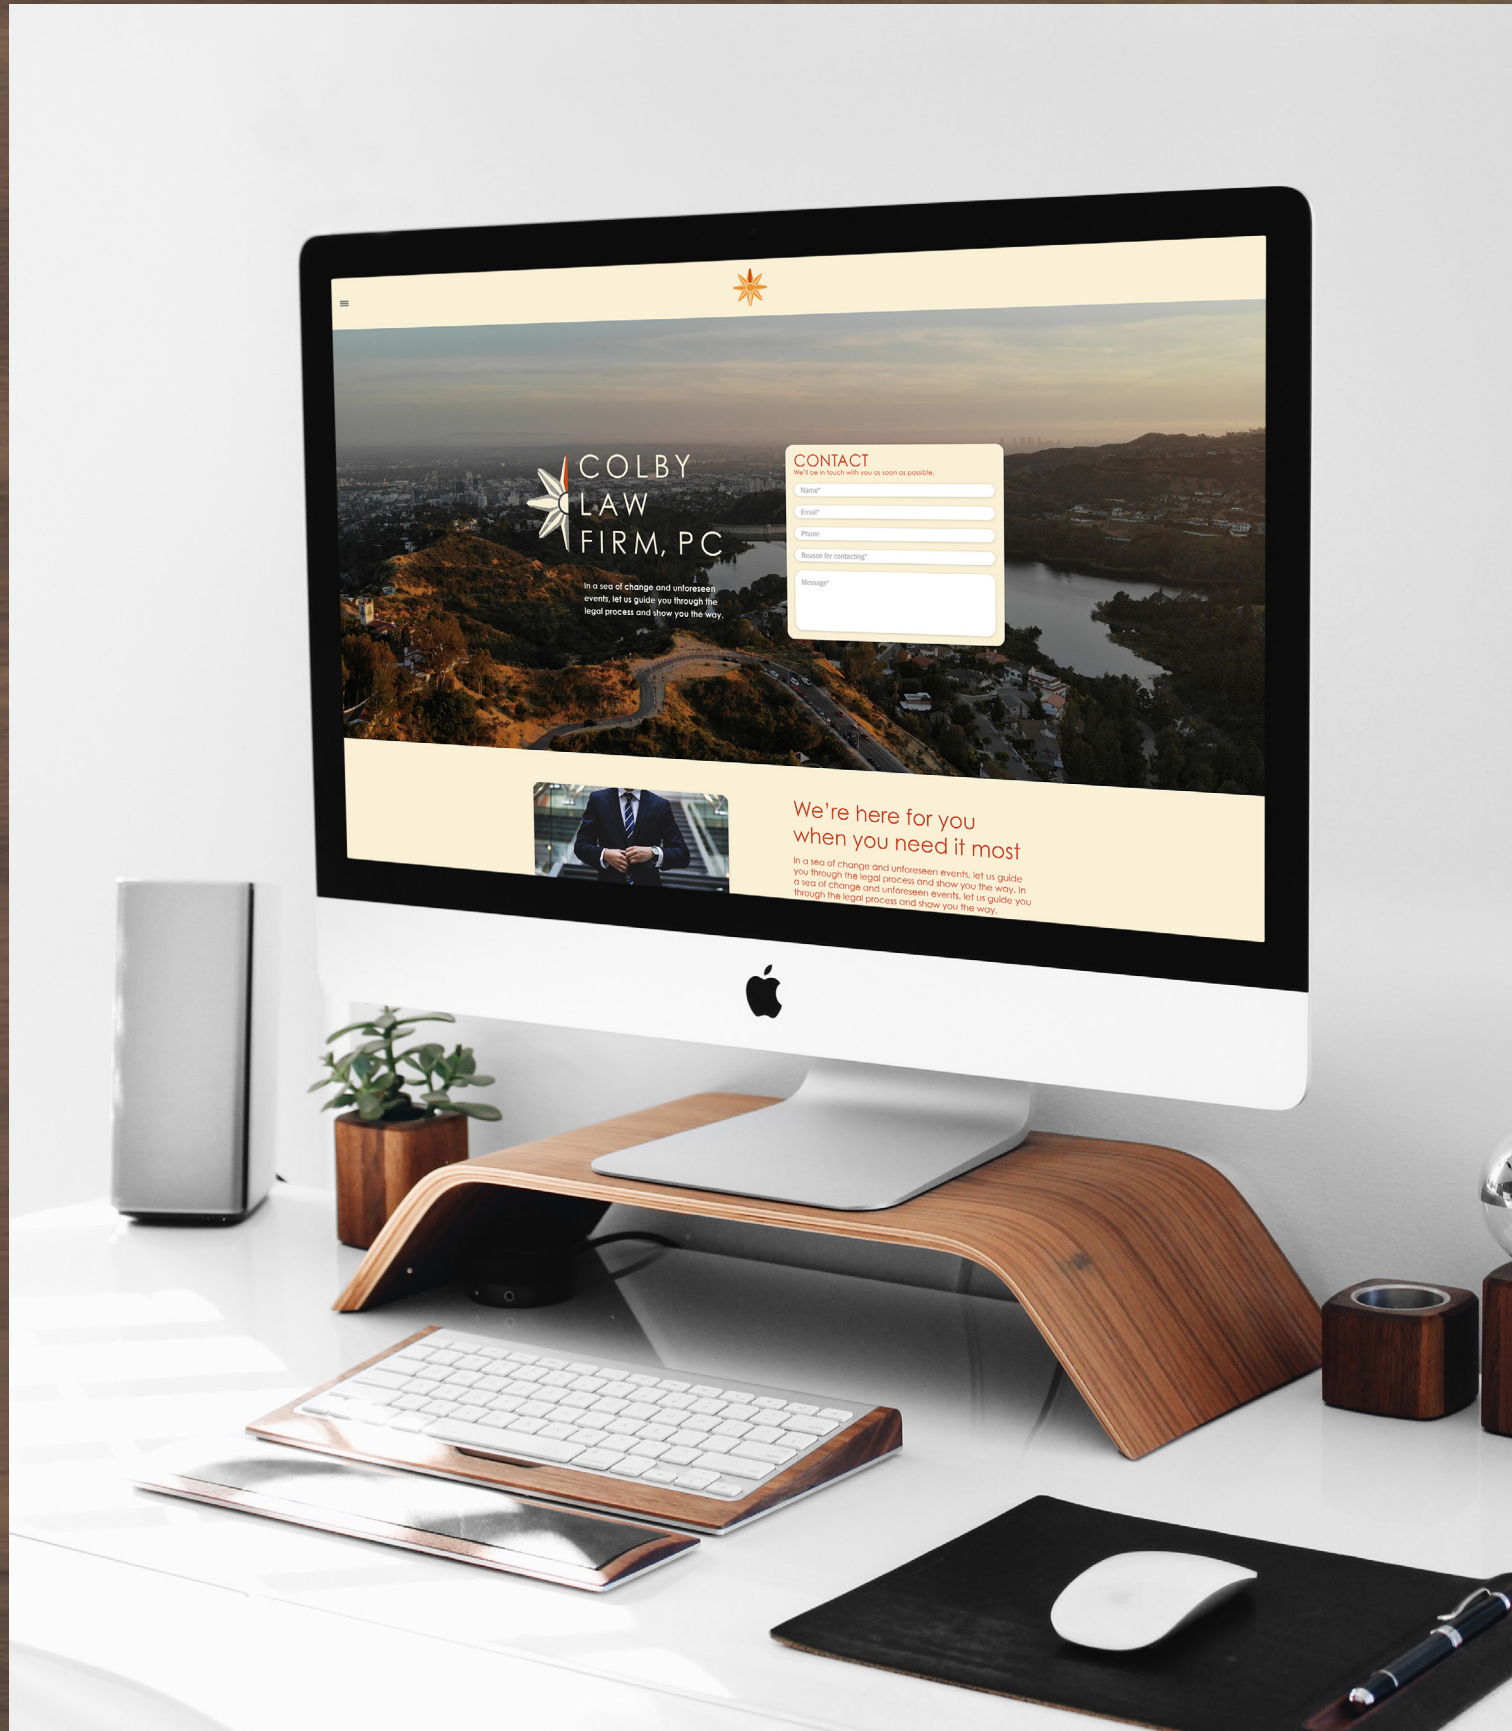 COLBY
LAW
FIRM, PC
In a sea of change and unforeseen
events, let us guide you through the
legal process and show you the way.
CONTACT
We'll be in touch with you as soon as possible.
Name*
Email*
Phone
Reason for contacting*
Message*
We're here for you
when you need it most
In a sea of change and unforeseen events, let us guide
you through the legal process and show you the way. In
a sea of change and unforeseen events, let us guide you
through the legal process and show you the way.